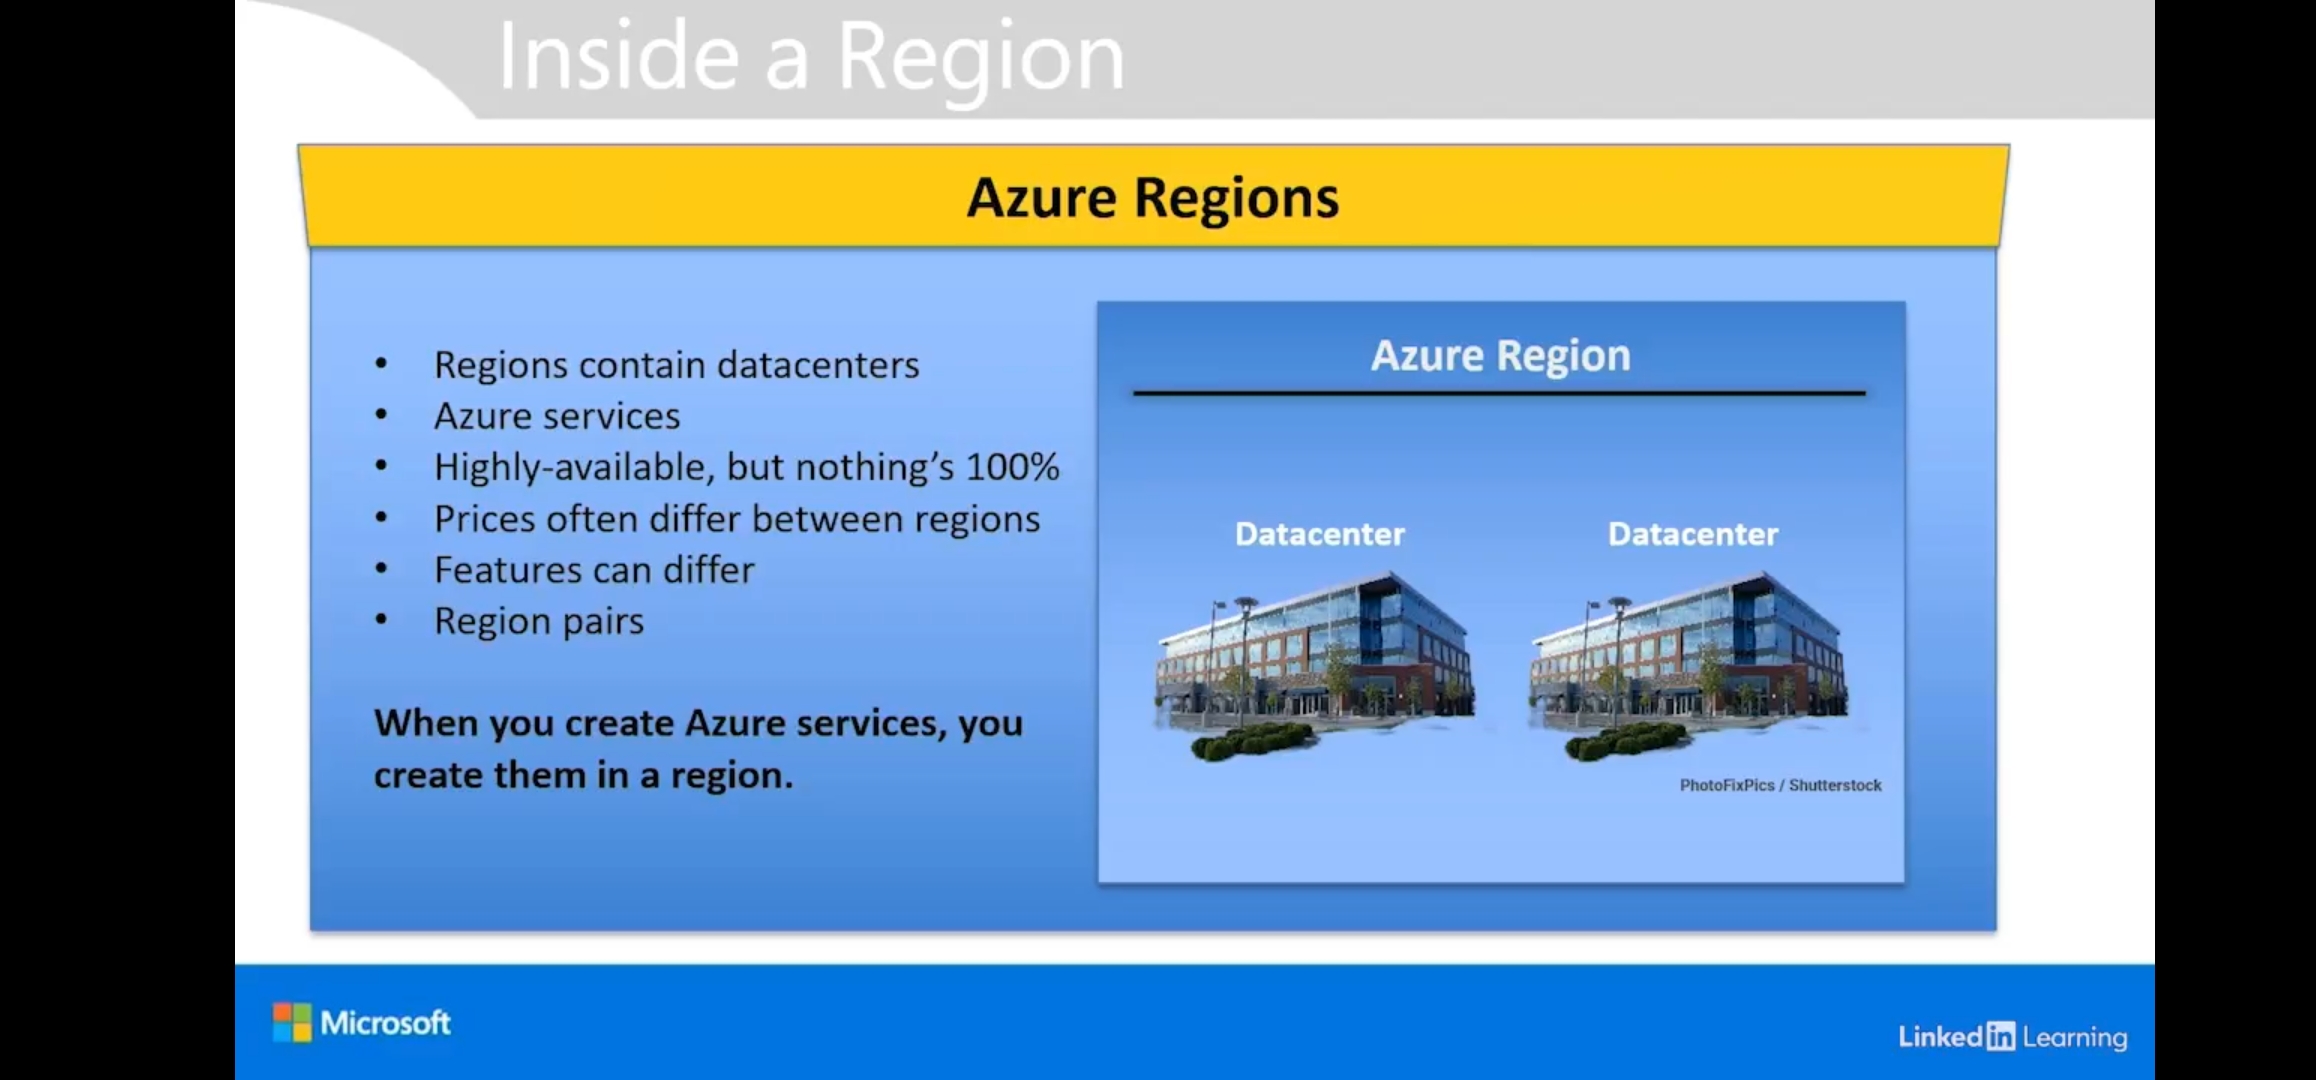 Inside a Region
Azure Regions
• Regions contain datacenters
• Azure services
• Highly-available, but nothing’s 100%
• Prices often differ between regions
• Features can differ
• Region pairs
When you create Azure services, you
create them in a region.
Azure Region
Datacenter
Datacenter
PhotoFixPics / Shutterstock
Microsoft
Linked in Learning